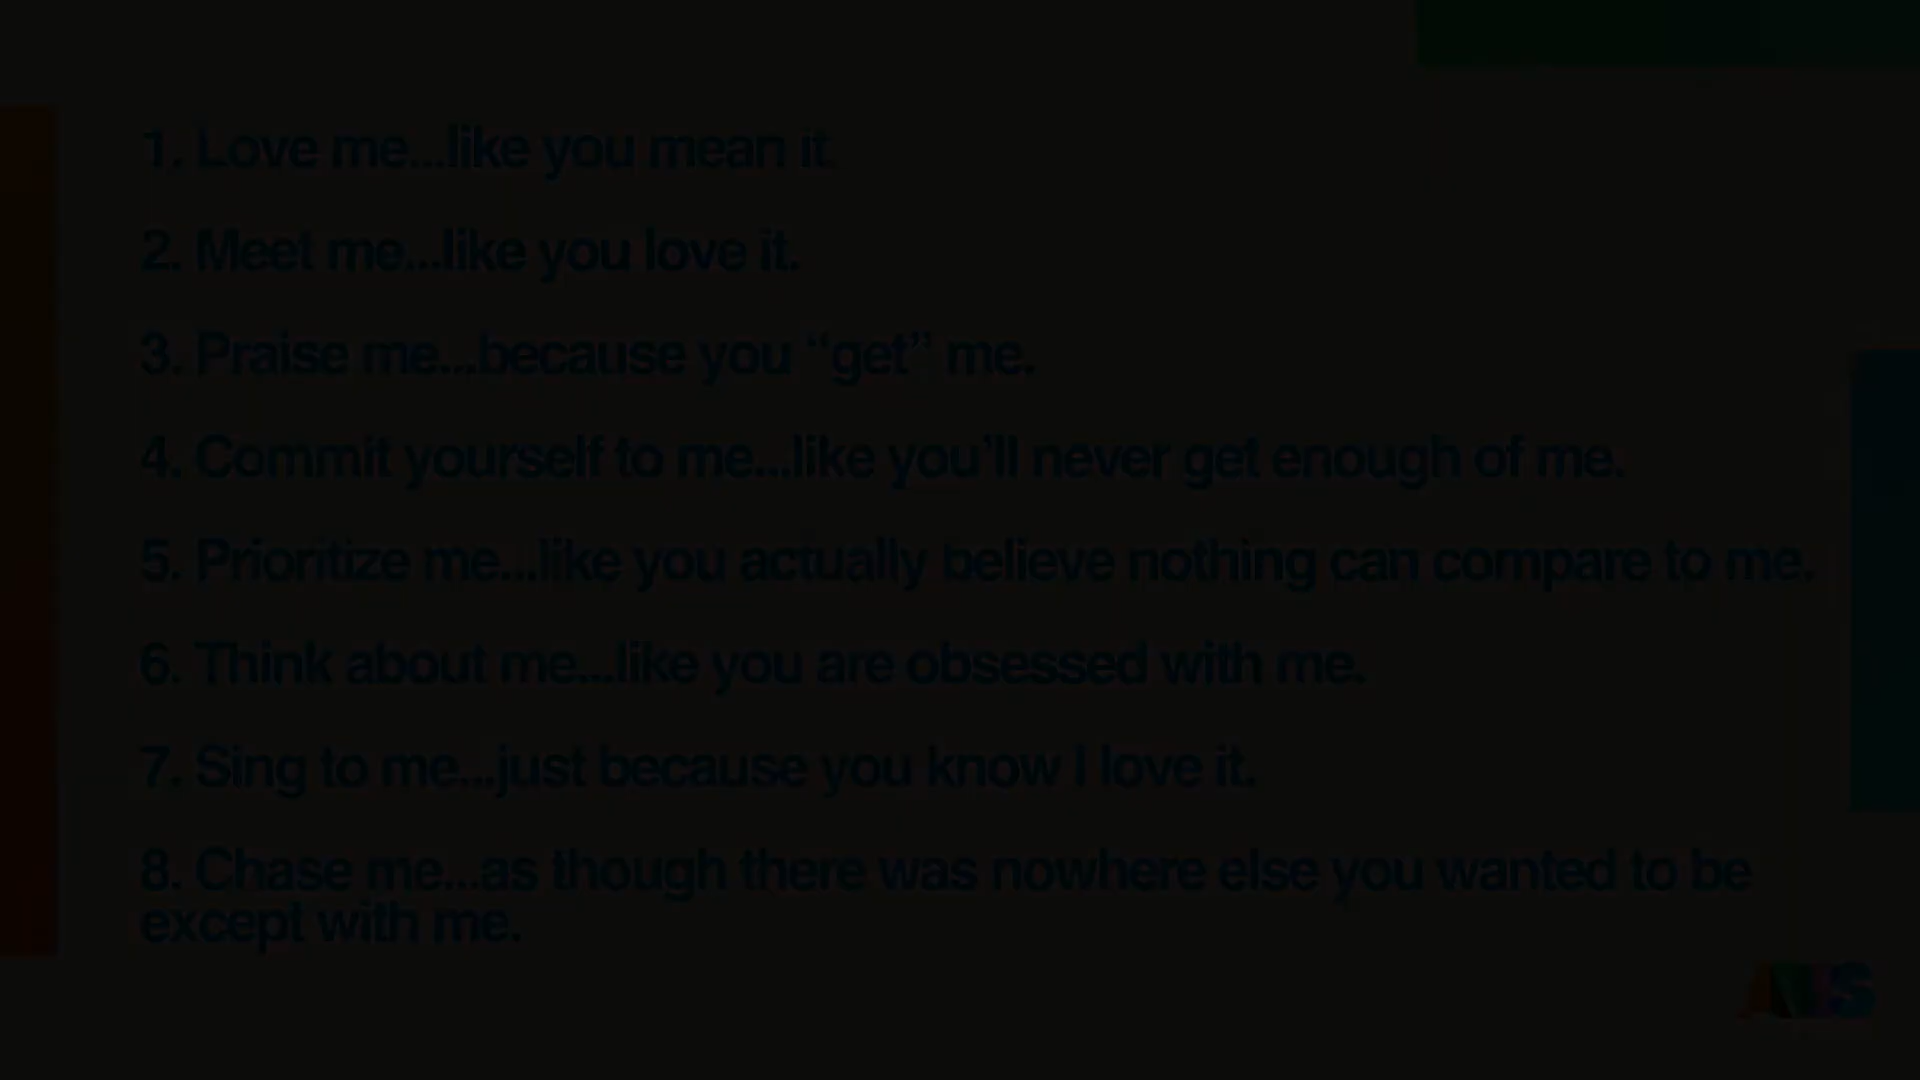 1. Love me...like you mean it.
2. Meet me...like you love it.
3. Praise me...because you “get” me.
4. Commit yourself to me...like you’ll never get enough of me.
5. Prioritize me...like you actually believe nothing can compare to me.
6. Think about me...like you are obsessed with me.
7. Sing to me...just because you know I love it.
8. Chase me...as though there was nowhere else you wanted to be
except with me.